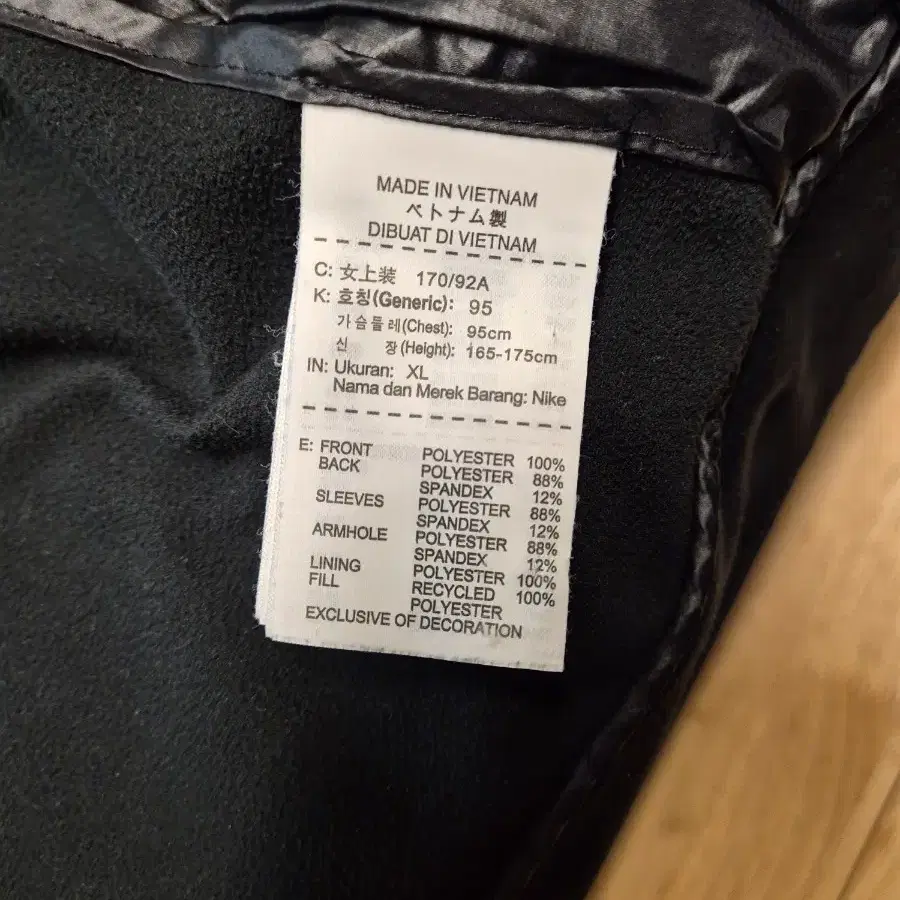 MADE IN VIETNAM
ベトナム製
DIBUAT DI VIETNAM
C: 女上装 170/92A
K: 호칭(Generic): 95
가슴둘레(Chest): 95cm
신 장(Height): 165-175cm
IN: Ukuran: XL
Nama dan Merek Barang: Nike
E: FRONT POLYESTER 100%
BACK POLYESTER 88%
SPANDEX 12%
SLEEVES POLYESTER 88%
SPANDEX 12%
ARMHOLE POLYESTER 88%
SPANDEX 12%
LINING POLYESTER 100%
FILL RECYCLED 100%
POLYESTER
EXCLUSIVE OF DECORATION